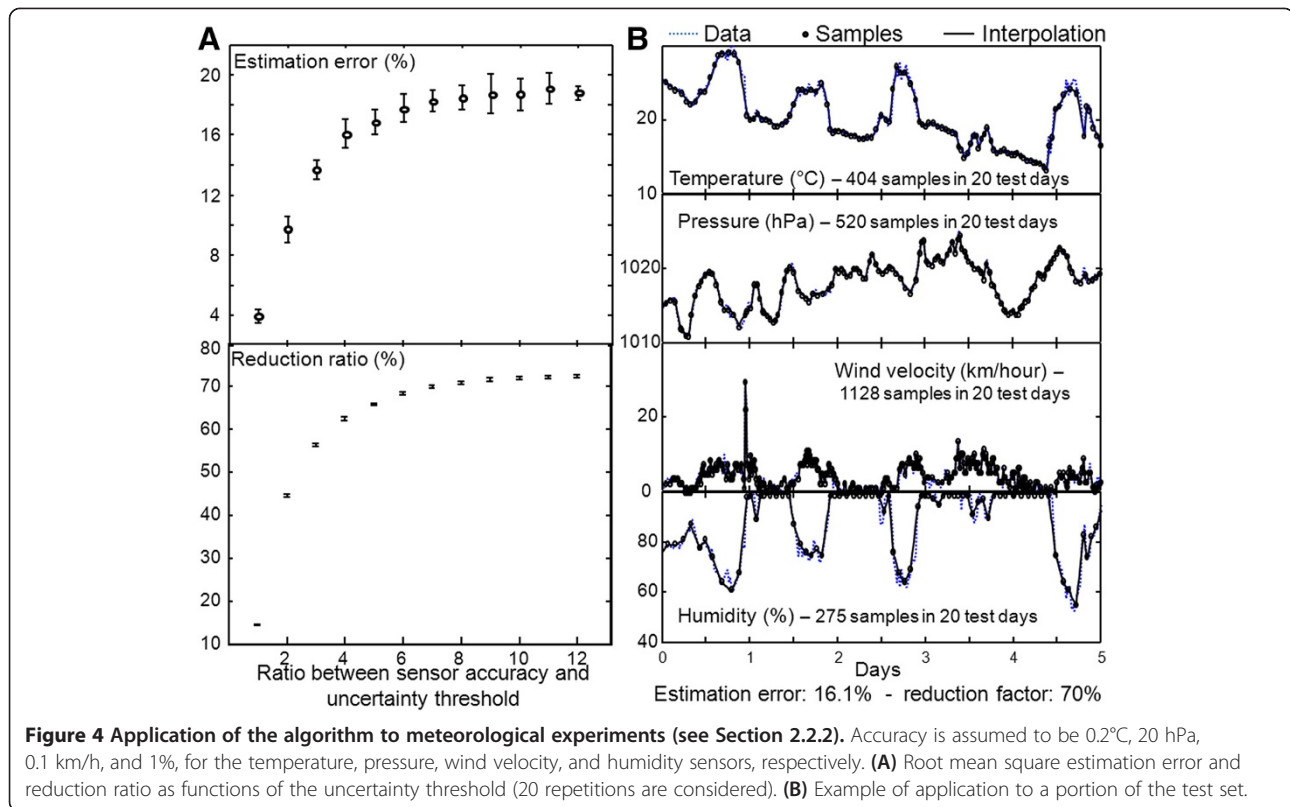 A
Estimation error (%)
20
16
12
8
4
80
Reduction ratio (%)
70
60
50
40
30
20
10
2 4 6 8 10 12
Ratio between sensor accuracy and
uncertainty threshold
B
Data Samples Interpolation
30
20
10
Temperature (°C) – 404 samples in 20 test days
Pressure (hPa) – 520 samples in 20 test days
1020
1010
Wind velocity (km/hour) –
1128 samples in 20 test days
20
0
80
60
40
Humidity (%) – 275 samples in 20 test days
0 1 2 3 4 5
Days
Estimation error: 16.1% - reduction factor: 70%
Figure 4 Application of the algorithm to meteorological experiments (see Section 2.2.2). Accuracy is assumed to be 0.2°C, 20 hPa,
0.1 km/h, and 1%, for the temperature, pressure, wind velocity, and humidity sensors, respectively. (A) Root mean square estimation error and
reduction ratio as functions of the uncertainty threshold (20 repetitions are considered). (B) Example of application to a portion of the test set.